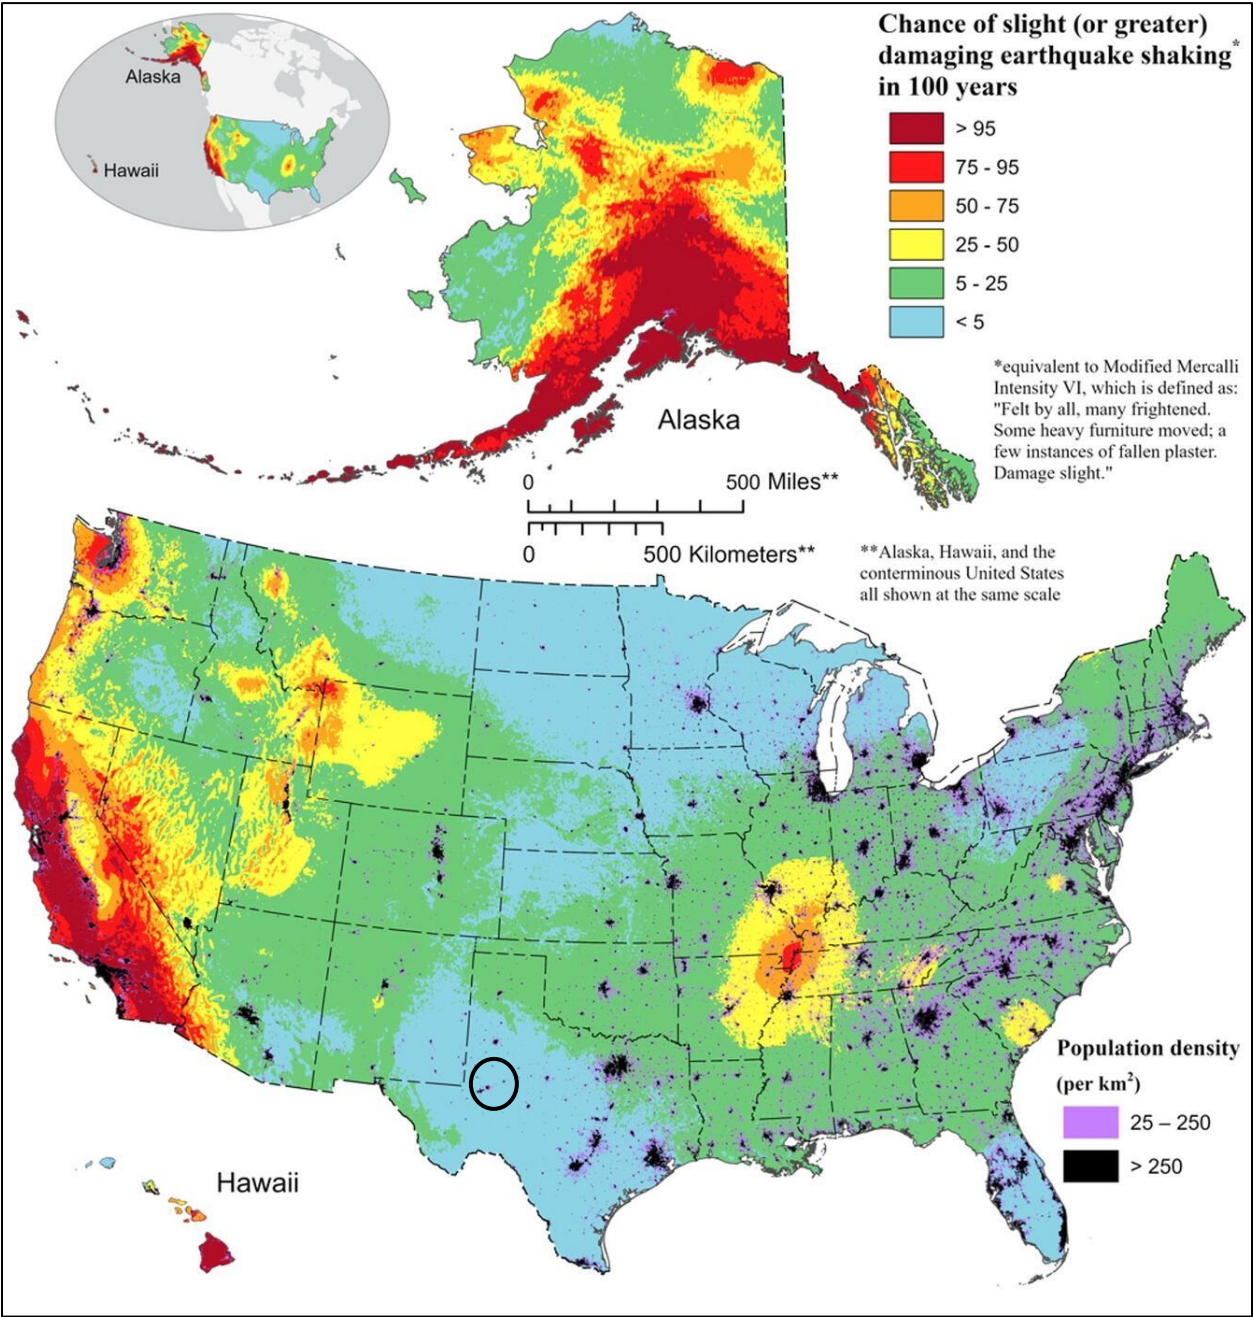 Chance of slight (or greater)
damaging earthquake shaking*
in 100 years
> 95
75 - 95
50 - 75
25 - 50
5 - 25
< 5
Alaska
Hawaii
*equivalent to Modified Mercalli
Intensity VI, which is defined as:
"Felt by all, many frightened.
Some heavy furniture moved; a
few instances of fallen plaster.
Damage slight."
Alaska
0 500 Miles**
0 500 Kilometers**
**Alaska, Hawaii, and the
conterminous United States
all shown at the same scale
Population density
(per km²)
25 – 250
> 250
Hawaii